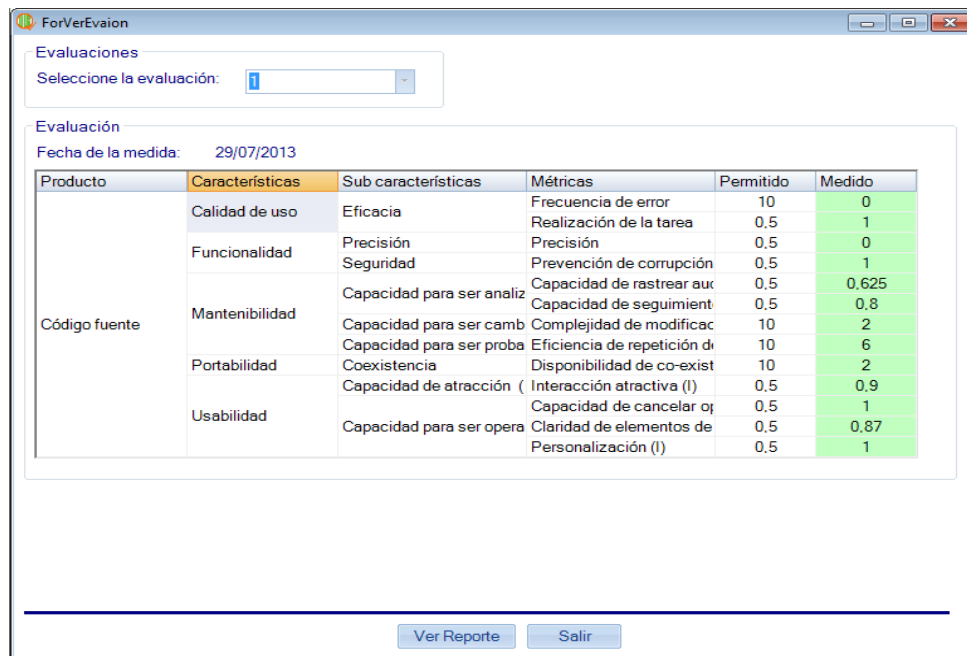 ForVerEvaion
Evaluaciones
Seleccione la evaluación: 1
Evaluación
Fecha de la medida: 29/07/2013
Producto Características Sub características Métricas Permitido Medido
Código fuente
Calidad de uso Eficacia Frecuencia de error 10 0
Realización de la tarea 0,5 1
Funcionalidad Precisión Precisión 0,5 0
Seguridad Prevención de corrupción 0,5 1
Mantenibilidad Capacidad para ser analiz Capacidad de rastrear aud 0,5 0,625
Capacidad de seguimient 0,5 0,8
Capacidad para ser camb Complejidad de modificac 10 2
Capacidad para ser proba Eficiencia de repetición de 10 6
Portabilidad Coexistencia Disponibilidad de co-exist 10 2
Usabilidad Capacidad de atracción ( Interacción atractiva (I) 0,5 0,9
Capacidad para ser opera Capacidad de cancelar op 0,5 1
Claridad de elementos de 0,5 0,87
Personalización (I) 0,5 1
Ver Reporte Salir